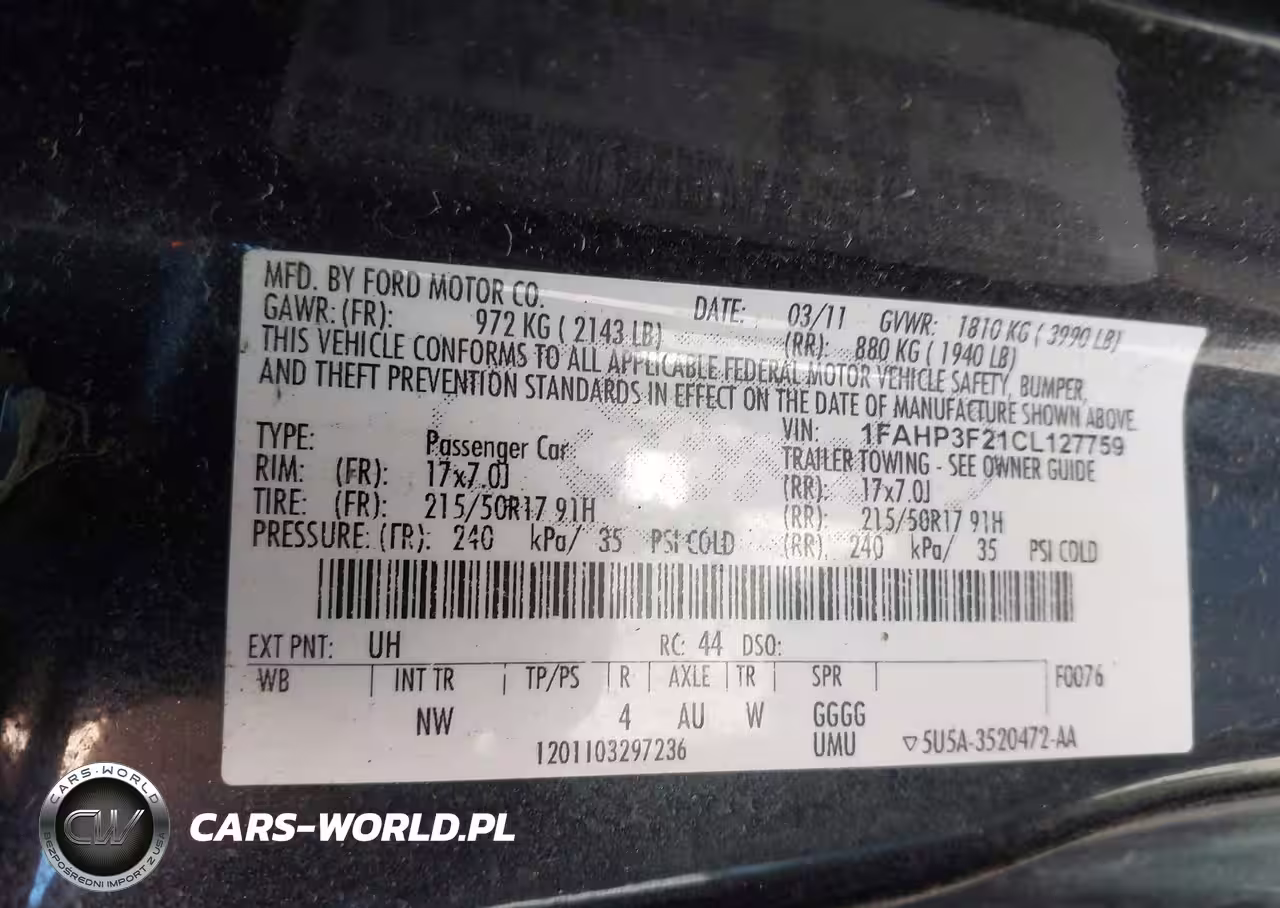 MFD. BY FORD MOTOR CO. DATE: 03/11 GVWR: 1810 KG ( 3990 LB)
GAWR: (FR): 972 KG ( 2143 LB) (RR): 880 KG ( 1940 LB)
THIS VEHICLE CONFORMS TO ALL APPLICABLE FEDERAL MOTOR VEHICLE SAFETY, BUMPER,
AND THEFT PREVENTION STANDARDS IN EFFECT ON THE DATE OF MANUFACTURE SHOWN ABOVE.
VIN: 1FAHP3F21CL127759
TYPE: Passenger Car TRAILER TOWING - SEE OWNER GUIDE
RIM: (FR): 17x7.0J (RR): 17x7.0J
TIRE: (FR): 215/50R17 91H (RR): 215/50R17 91H
PRESSURE: (FR): 240 kPa/ 35 PSI COLD (RR): 240 kPa/ 35 PSI COLD
EXT PNT: UH RC: 44 DSO:
WB INT TR TP/PS R AXLE TR SPR F0076
NW 4 AU W GGGG
1201103297236 UMU ▽5U5A-3520472-AA
CARS-WORLD
CW
BEZPOŚREDNI IMPORT Z USA
CARS-WORLD.PL